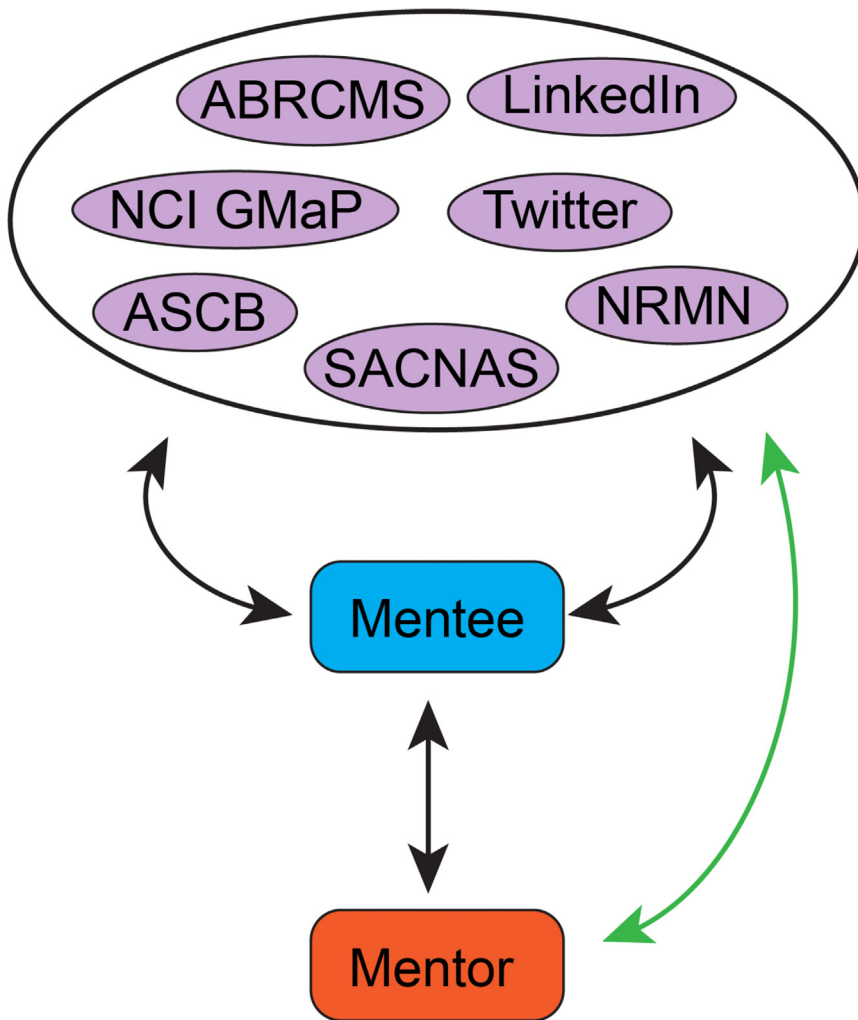 ABRCMS
LinkedIn
NCI GMaP
Twitter
ASCB
NRMN
SACNAS
Mentee
Mentor